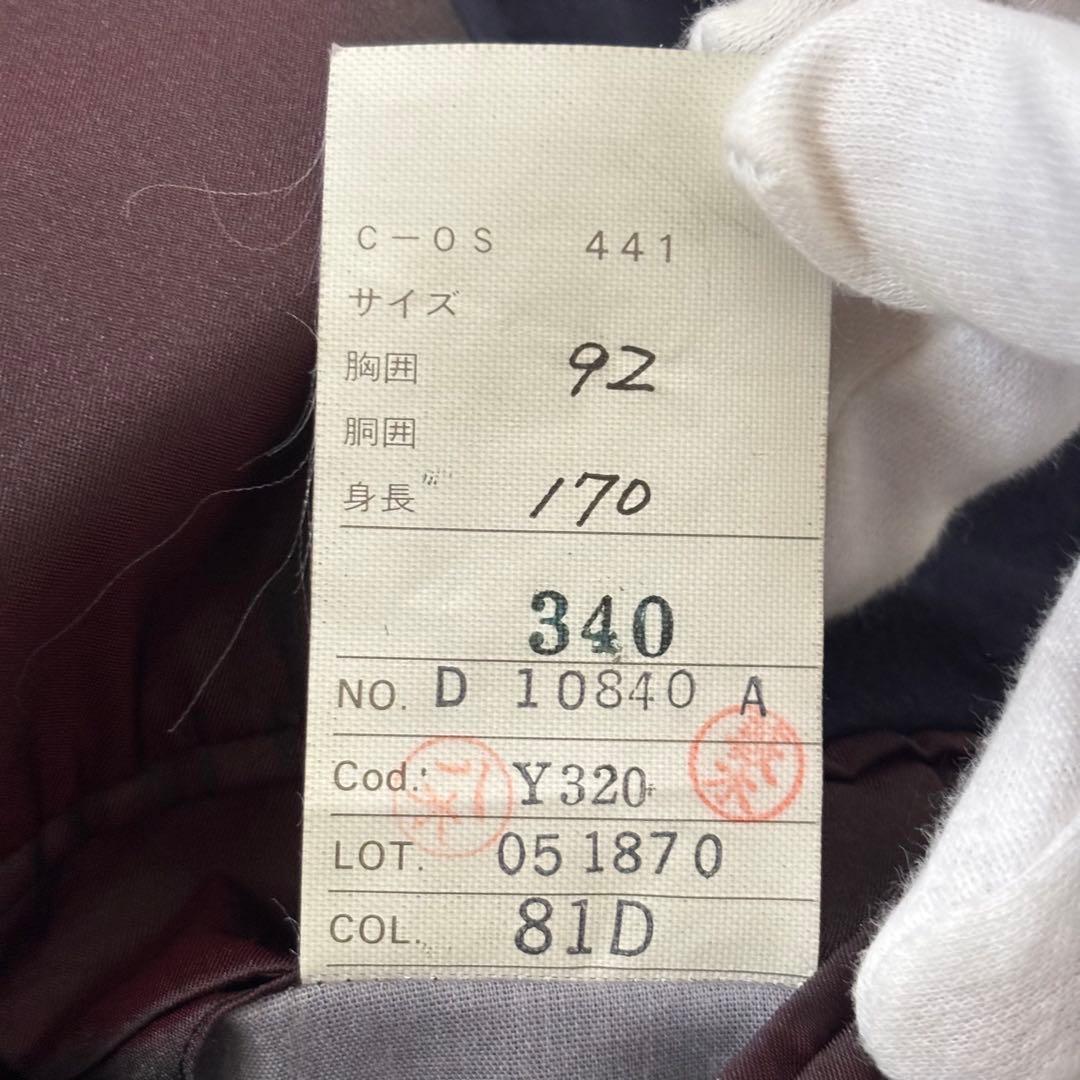 C-OS 441
サイズ
胸囲 92
胴囲
身長 170
340
NO. D 10840 A
Cod.: Y320
LOT. 051870
COL. 81D